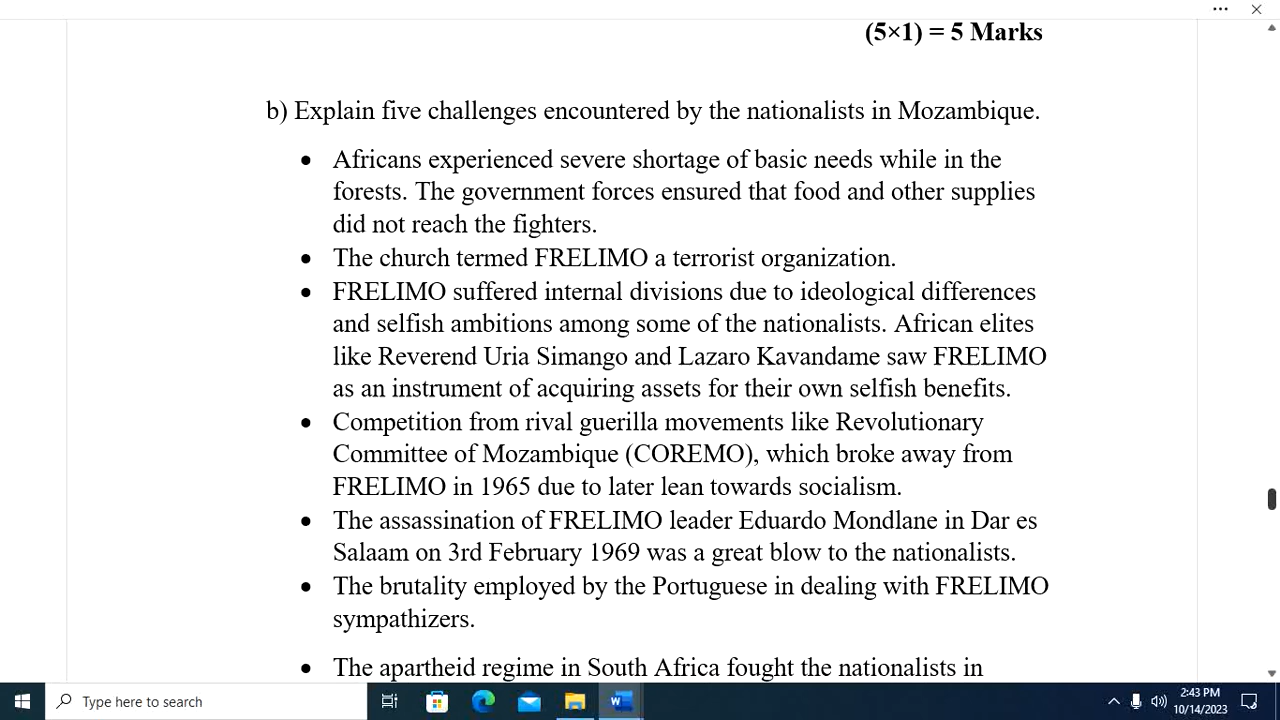 (5×1) = 5 Marks
b) Explain five challenges encountered by the nationalists in Mozambique.
• Africans experienced severe shortage of basic needs while in the
forests. The government forces ensured that food and other supplies
did not reach the fighters.
• The church termed FRELIMO a terrorist organization.
• FRELIMO suffered internal divisions due to ideological differences
and selfish ambitions among some of the nationalists. African elites
like Reverend Uria Simango and Lazaro Kavandame saw FRELIMO
as an instrument of acquiring assets for their own selfish benefits.
• Competition from rival guerilla movements like Revolutionary
Committee of Mozambique (COREMO), which broke away from
FRELIMO in 1965 due to later lean towards socialism.
• The assassination of FRELIMO leader Eduardo Mondlane in Dar es
Salaam on 3rd February 1969 was a great blow to the nationalists.
• The brutality employed by the Portuguese in dealing with FRELIMO
sympathizers.
• The apartheid regime in South Africa fought the nationalists in
Type here to search
W
2:43 PM
10/14/2023